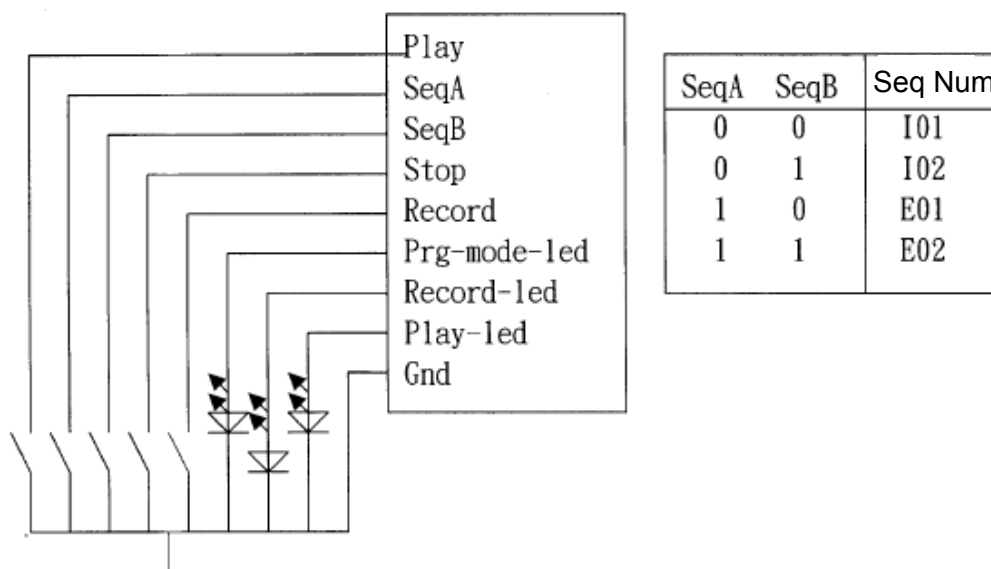 Play
SeqA
SeqB
Stop
Record
Prg-mode-led
Record-led
Play-led
Gnd
SeqA SeqB Seq Num
0 0 I01
0 1 I02
1 0 E01
1 1 E02